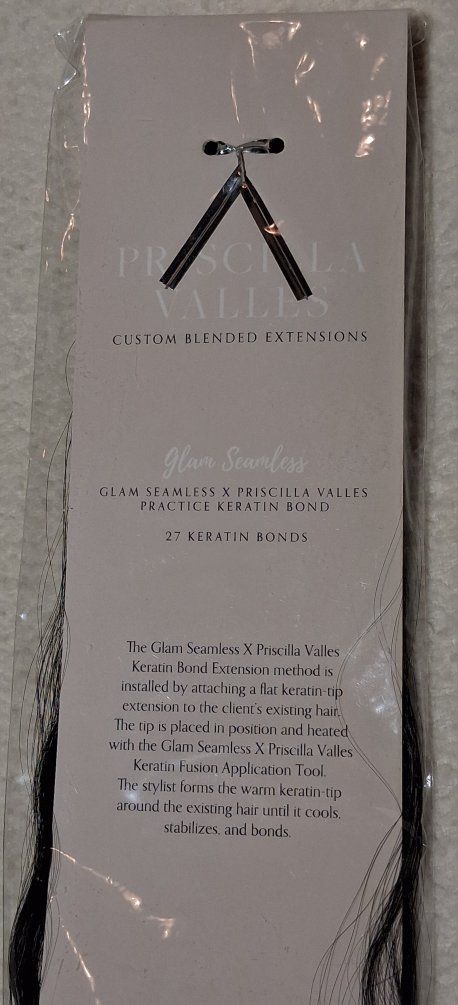 PRISCILLA
VALLES
CUSTOM BLENDED EXTENSIONS
Glam Seamless
GLAM SEAMLESS X PRISCILLA VALLES
PRACTICE KERATIN BOND
27 KERATIN BONDS
The Glam Seamless X Priscilla Valles
Keratin Bond Extension method is
installed by attaching a flat keratin-tip
extension to the client's existing hair.
The tip is placed in position and heated
with the Glam Seamless X Priscilla Valles
Keratin Fusion Application Tool.
The stylist forms the warm keratin-tip
around the existing hair until it cools,
stabilizes, and bonds.